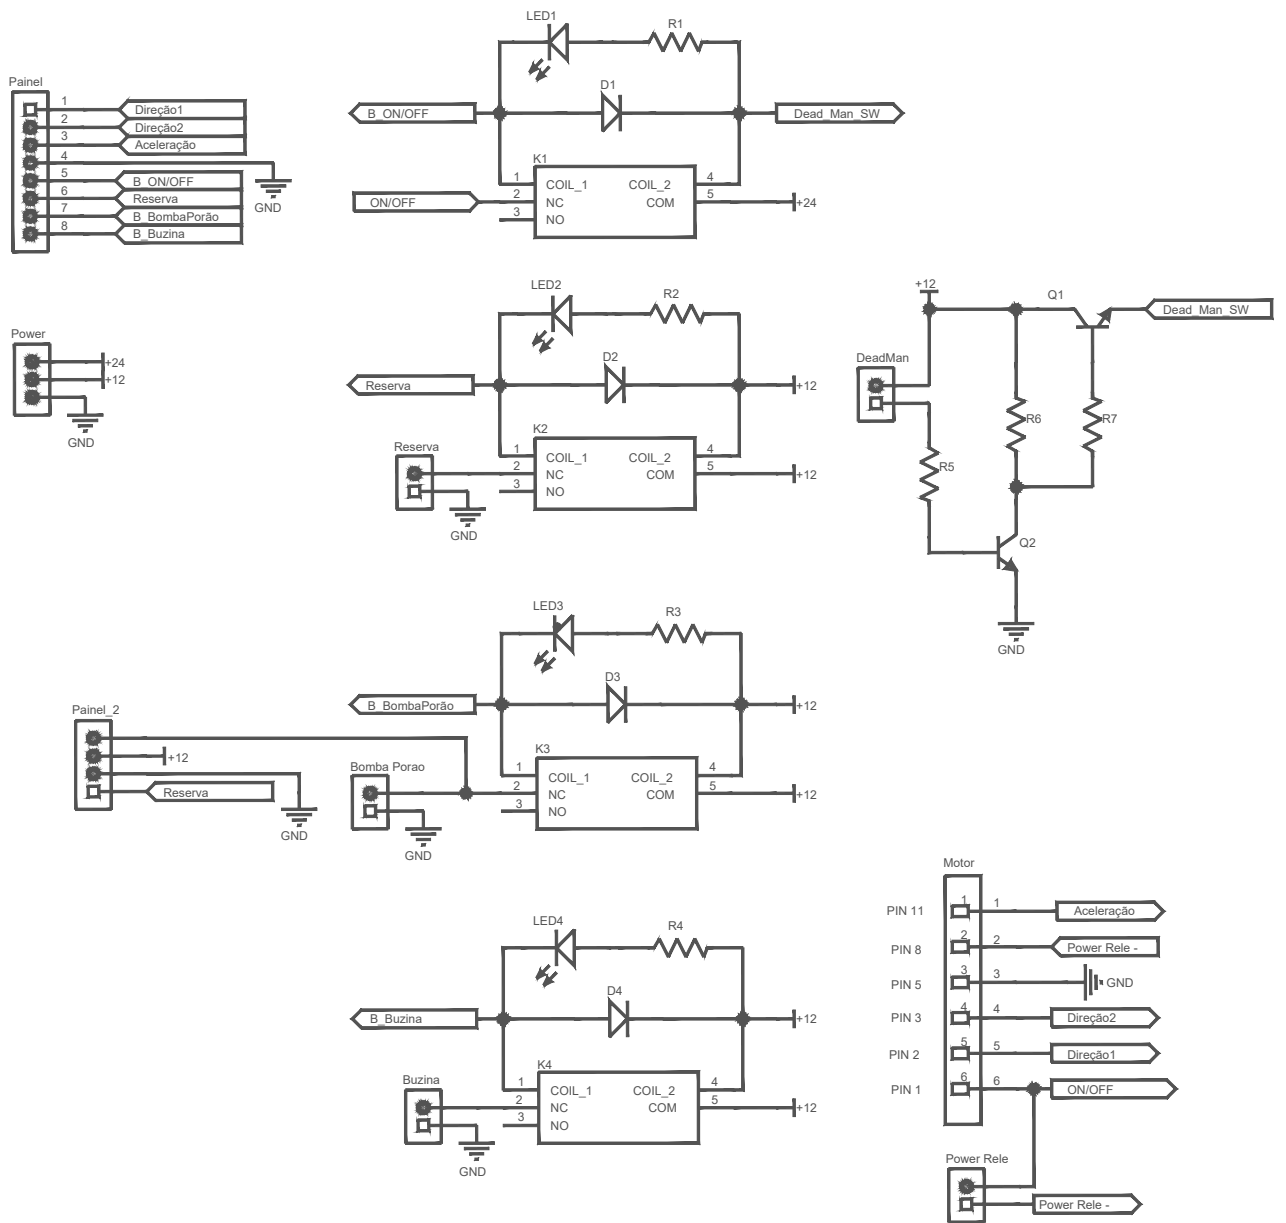 Painel
1
Direção1
2
Direção2
3
Aceleração
4
GND
5
B_ON/OFF
6
Reserva
7
B_BombaPorão
8
B_Buzina
LED1
R1
D1
B_ON/OFF
Dead_Man_SW
K1
1 COIL_1 COIL_2 4
ON/OFF 2 NC COM 5 +24
3 NO
Power
+24
+12
GND
LED2
R2
D2
Reserva
+12
K2
1 COIL_1 COIL_2 4
Reserva
2 NC COM 5 +12
3 NO
GND
+12
Q1
Dead_Man_SW
DeadMan
R6
R7
R5
Q2
GND
LED3
R3
D3
B_BombaPorão
+12
K3
1 COIL_1 COIL_2 4
Bomba Porao
2 NC COM 5 +12
3 NO
GND
Painel_2
+12
Reserva
GND
LED4
R4
D4
B_Buzina
+12
K4
1 COIL_1 COIL_2 4
Buzina
2 NC COM 5 +12
3 NO
GND
Motor
PIN 11 1 1 Aceleração
PIN 8 2 2 Power Rele -
PIN 5 3 3 GND
PIN 3 4 4 Direção2
PIN 2 5 5 Direção1
PIN 1 6 6 ON/OFF
Power Rele
Power Rele -